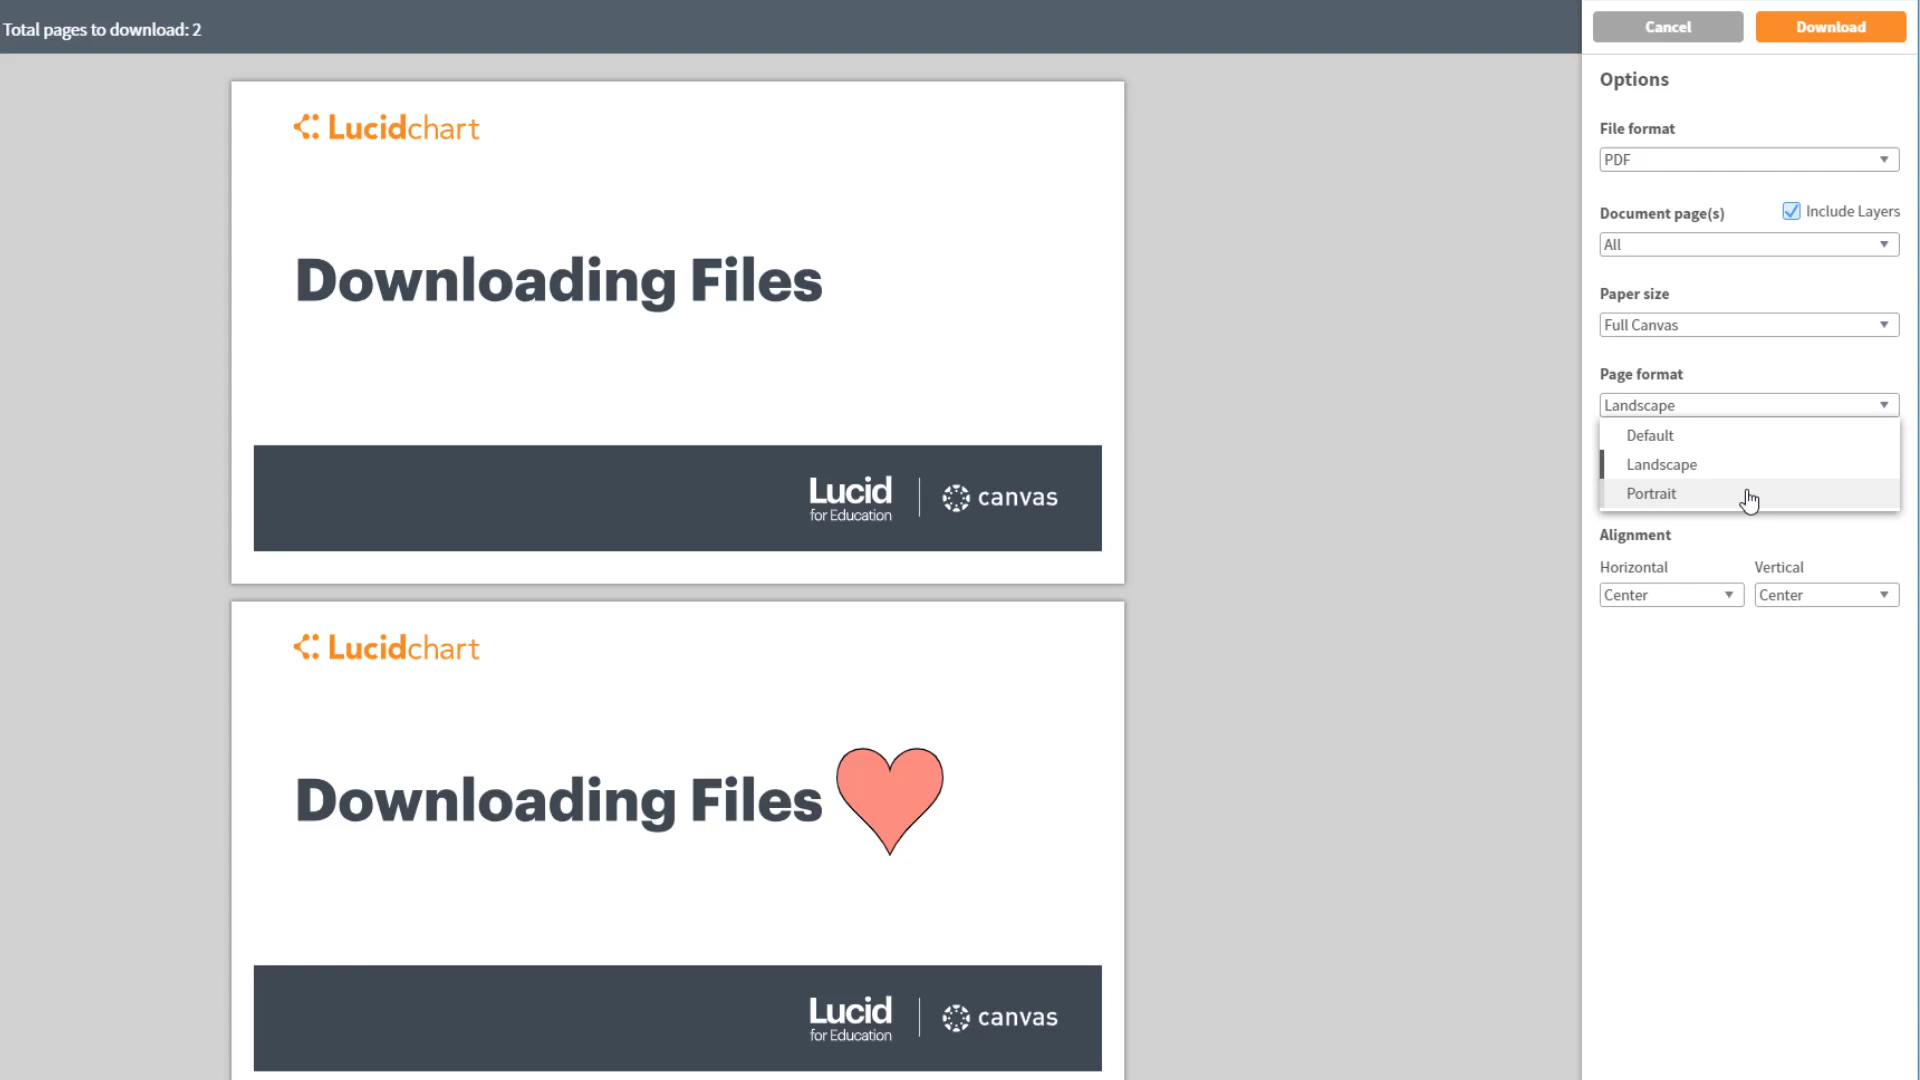 Total pages to download: 2
Cancel
Download
Lucidchart
Downloading Files
Lucid
for Education
canvas
Lucidchart
Downloading Files
Lucid
for Education
canvas
Options
File format
PDF
Document page(s)
Include Layers
All
Paper size
Full Canvas
Page format
Landscape
Default
Landscape
Portrait
Alignment
Horizontal
Vertical
Center
Center